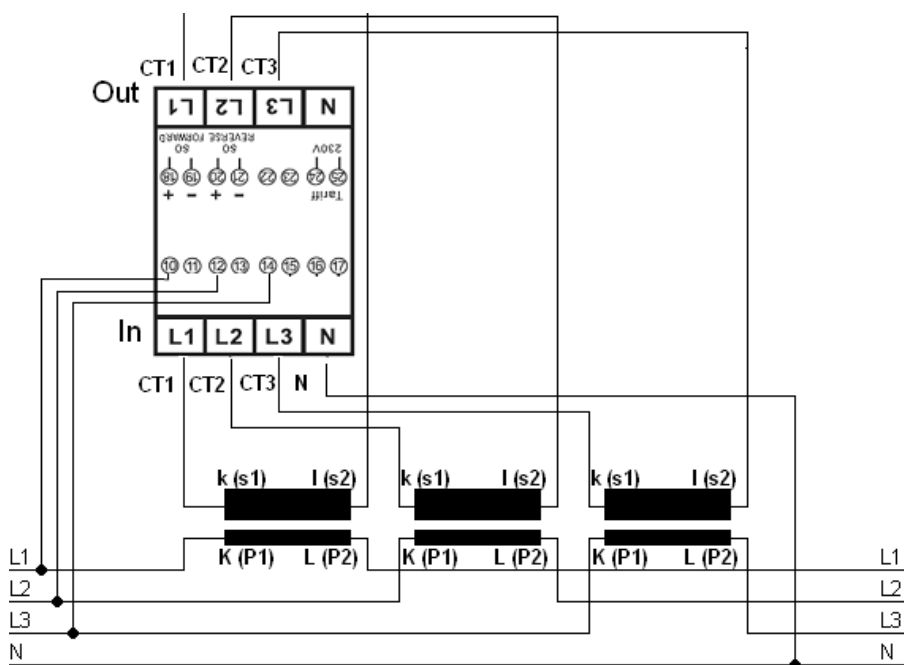 CT1 CT2 CT3
Out
L1 L2 L3 N
SO FORWARD SO REVERSE 230V
18 19 20 21 22 23 24 25
+ - + - Tariff
10 11 12 13 14 15 16 17
In
L1 L2 L3 N
CT1 CT2 CT3 N
k (s1) l (s2) k (s1) l (s2) k (s1) l (s2)
K (P1) L (P2) K (P1) L (P2) K (P1) L (P2)
L1 L1
L2 L2
L3 L3
N N